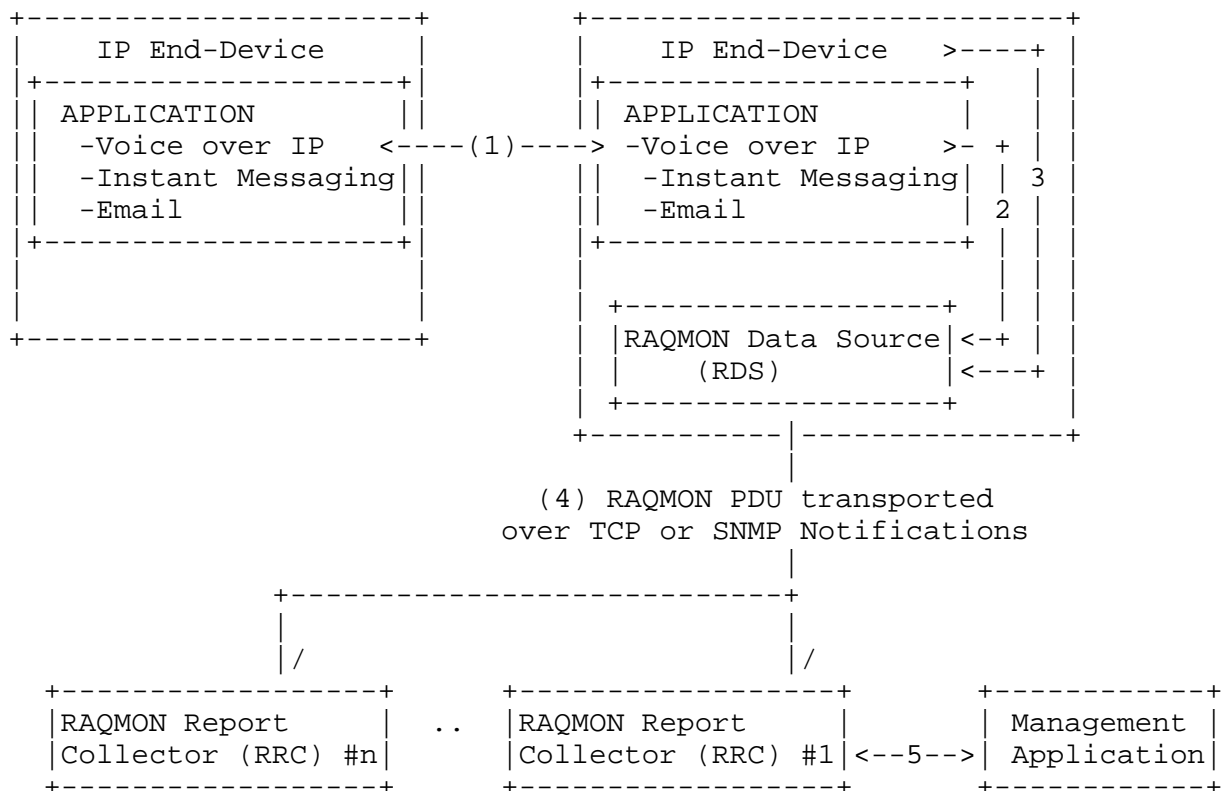 IP End-Device IP End-Device >----+
APPLICATION APPLICATION
-Voice over IP <----(1)----> -Voice over IP >- +
-Instant Messaging -Instant Messaging 3
-Email -Email 2
RAQMON Data Source <-+
(RDS) <---+
(4) RAQMON PDU transported
over TCP or SNMP Notifications
RAQMON Report .. RAQMON Report Management
Collector (RRC) #n Collector (RRC) #1 <--5--> Application